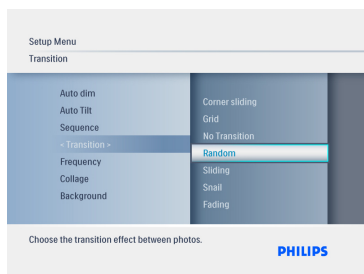 Setup Menu
Transition
Auto dim
Auto Tilt
Sequence
< Transition >
Frequency
Collage
Background
Corner sliding
Grid
No Transition
Random
Sliding
Snail
Fading
Choose the transition effect between photos.
PHILIPS